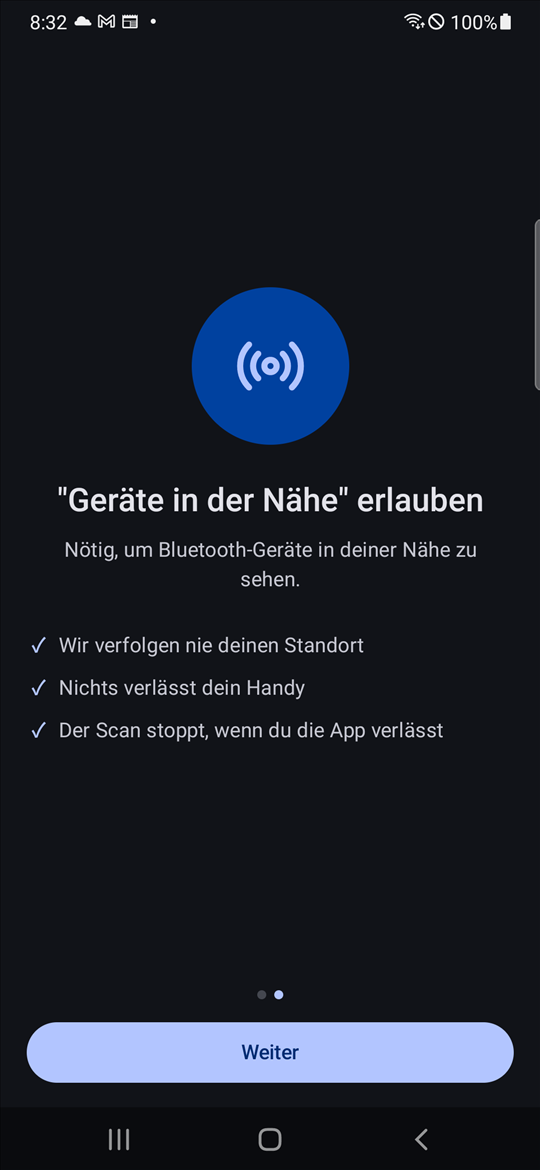 8:32
100%
"Geräte in der Nähe" erlauben
Nötig, um Bluetooth-Geräte in deiner Nähe zu
sehen.
✓ Wir verfolgen nie deinen Standort
✓ Nichts verlässt dein Handy
✓ Der Scan stoppt, wenn du die App verlässt
Weiter